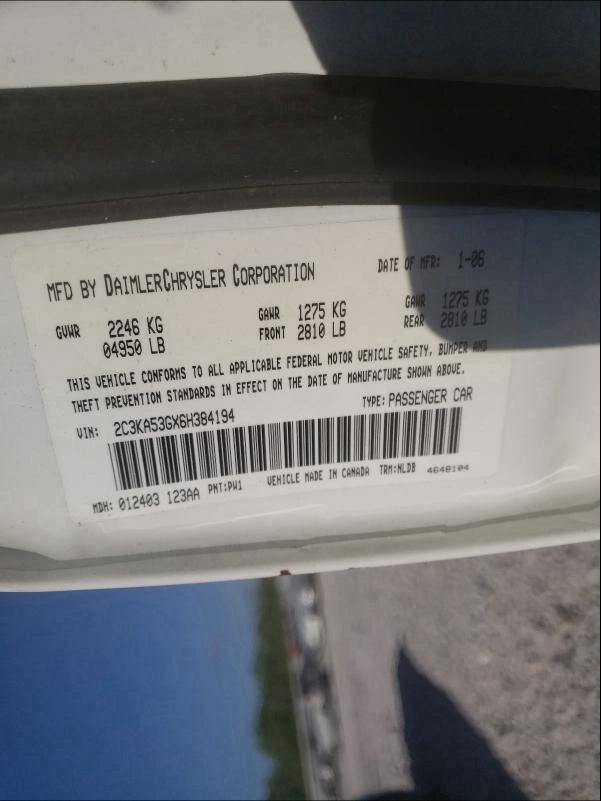 MFD BY DAIMLERCHRYSLER CORPORATION DATE OF MFR: 1-06
GVWR 2246 KG GAWR 1275 KG GAWR 1275 KG
04950 LB FRONT 2810 LB REAR 2810 LB
THIS VEHICLE CONFORMS TO ALL APPLICABLE FEDERAL MOTOR VEHICLE SAFETY, BUMPER AND
THEFT PREVENTION STANDARDS IN EFFECT ON THE DATE OF MANUFACTURE SHOWN ABOVE.
VIN: 2C3KA53GX6H384194 TYPE: PASSENGER CAR
MDH: 012403 123AA PNT:PW1 VEHICLE MADE IN CANADA TRM:NLDB 4648104